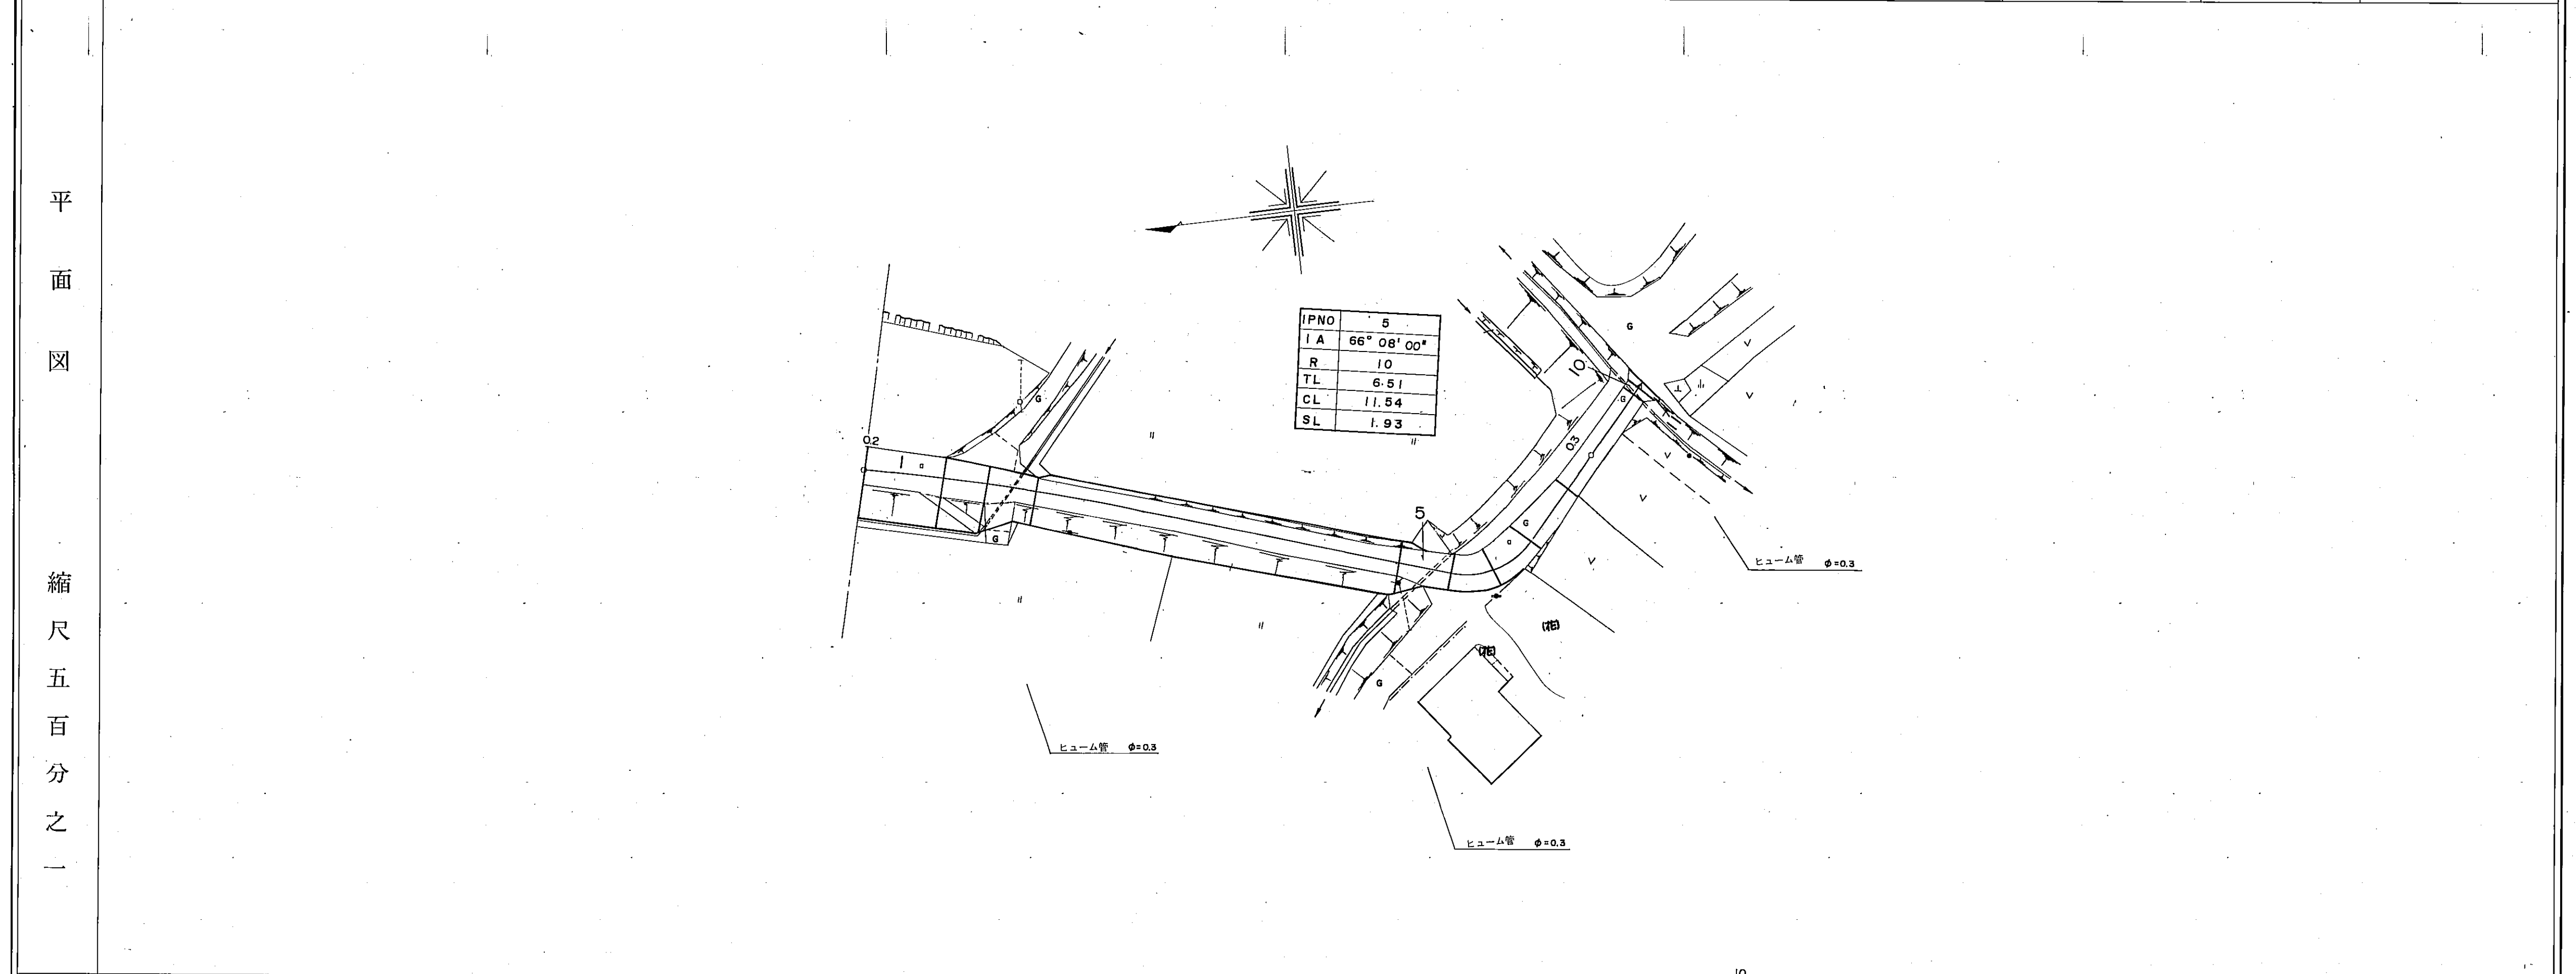 平面図
縮尺五百分之一
IPNO 5
IA 66° 08' 00"
R 10
TL 6.51
CL 11.54
SL 1.93
G
10
G
G
0.3
0.2
1
5
G
G
(花)
(花)
G
ヒューム管 φ=0.3
ヒューム管 φ=0.3
ヒューム管 φ=0.3